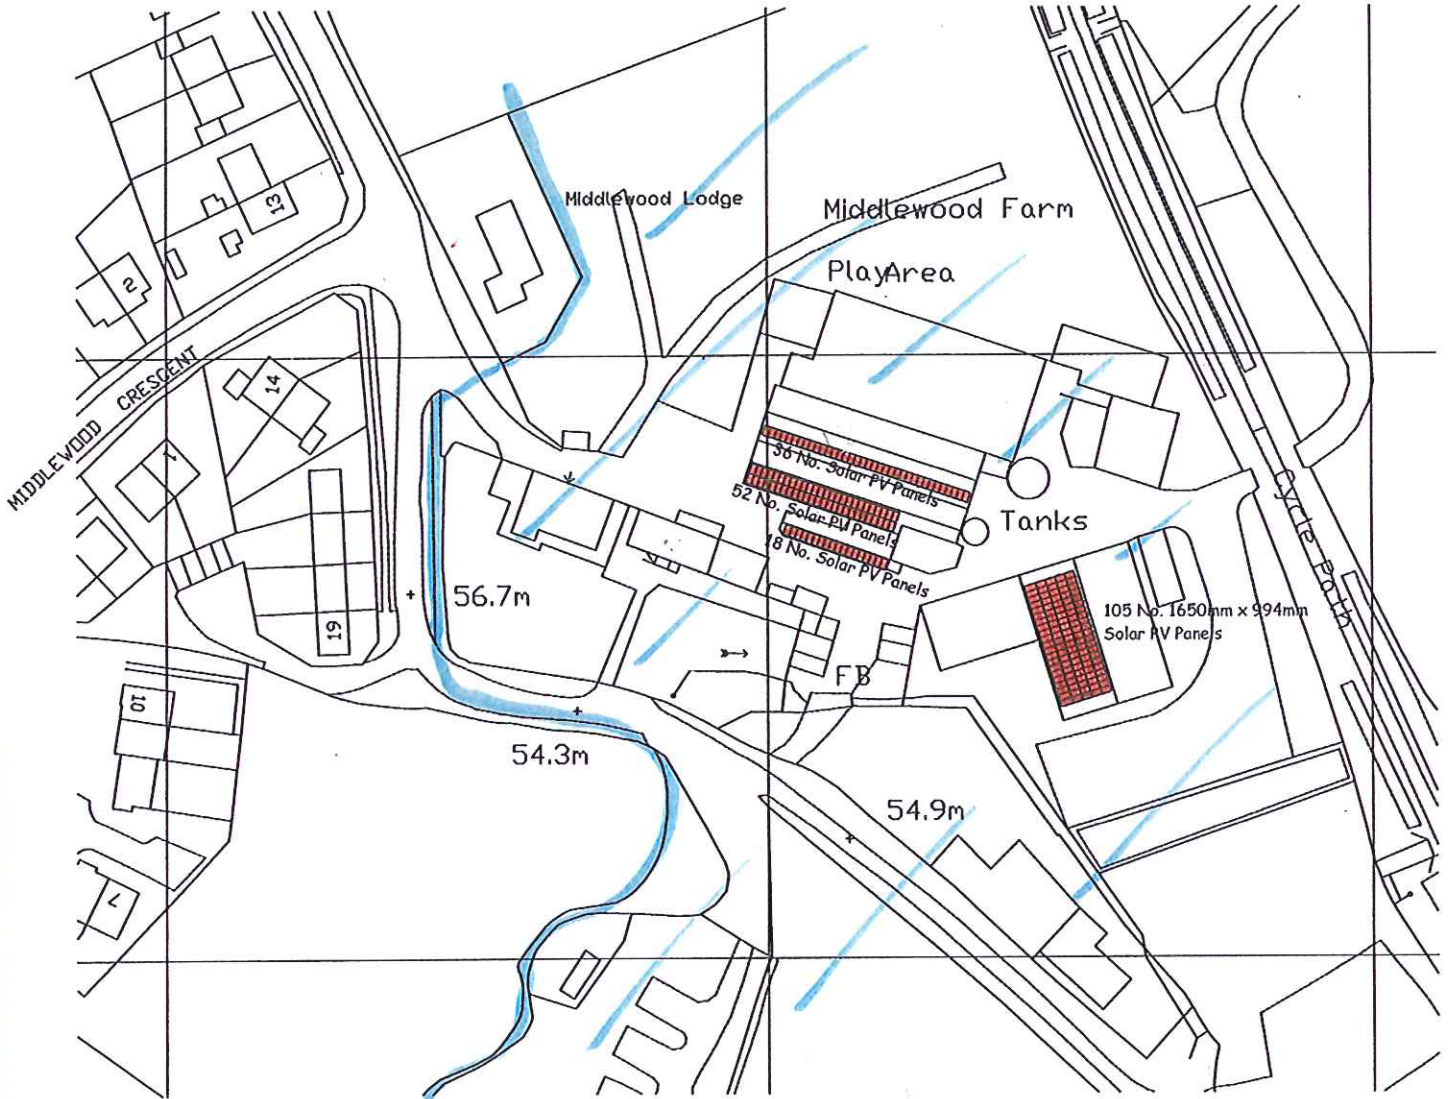 Middlewood Lodge
Middlewood Farm
PlayArea
13
2
MIDDLEWOOD CRESCENT
14
1
19
36 No. Solar PV Panels
52 No. Solar PV Panels
18 No. Solar PV Panels
Tanks
Cycle Path
56.7m
105 No. 1650mm x 994mm
Solar PV Panels
FB
10
54.3m
54.9m
7